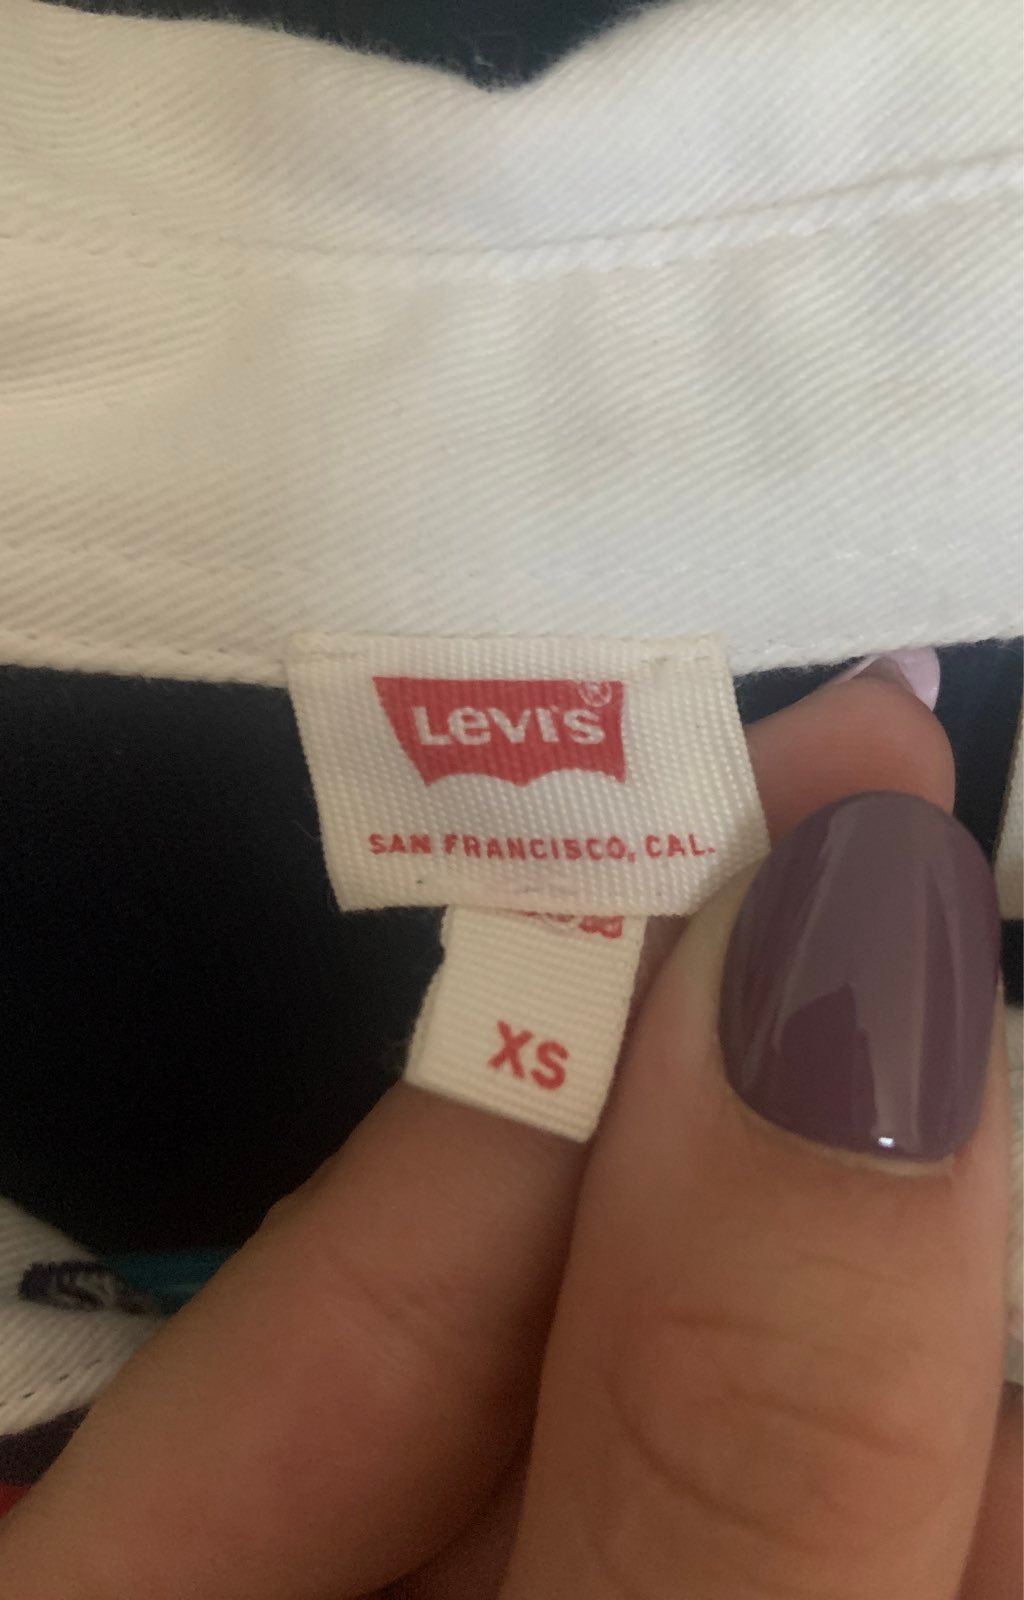 Levi's®
SAN FRANCISCO, CAL.
XS